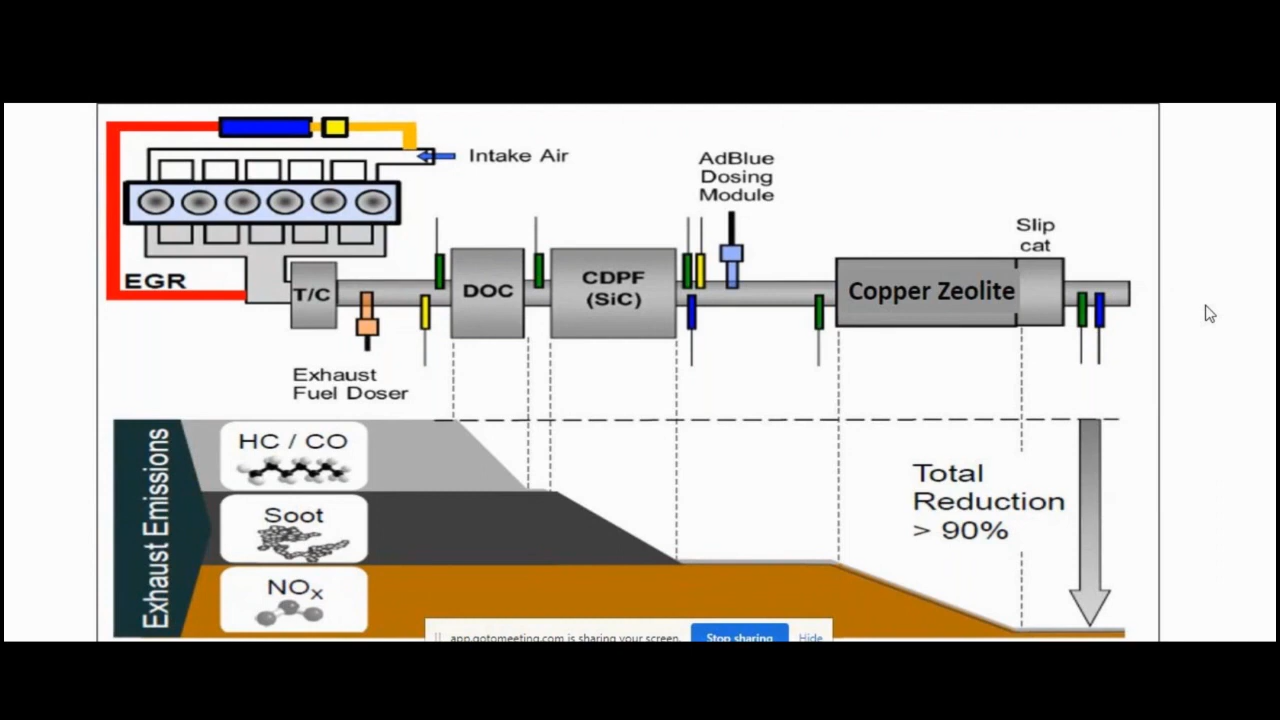 Intake Air
AdBlue
Dosing
Module
Slip
cat
EGR
T/C
DOC
CDPF
(SiC)
Copper Zeolite
Exhaust
Fuel Doser
Exhaust Emissions
HC / CO
Soot
NOx
Total
Reduction
> 90%
app.gotomeeting.com is sharing your screen.
Stop sharing
Hide